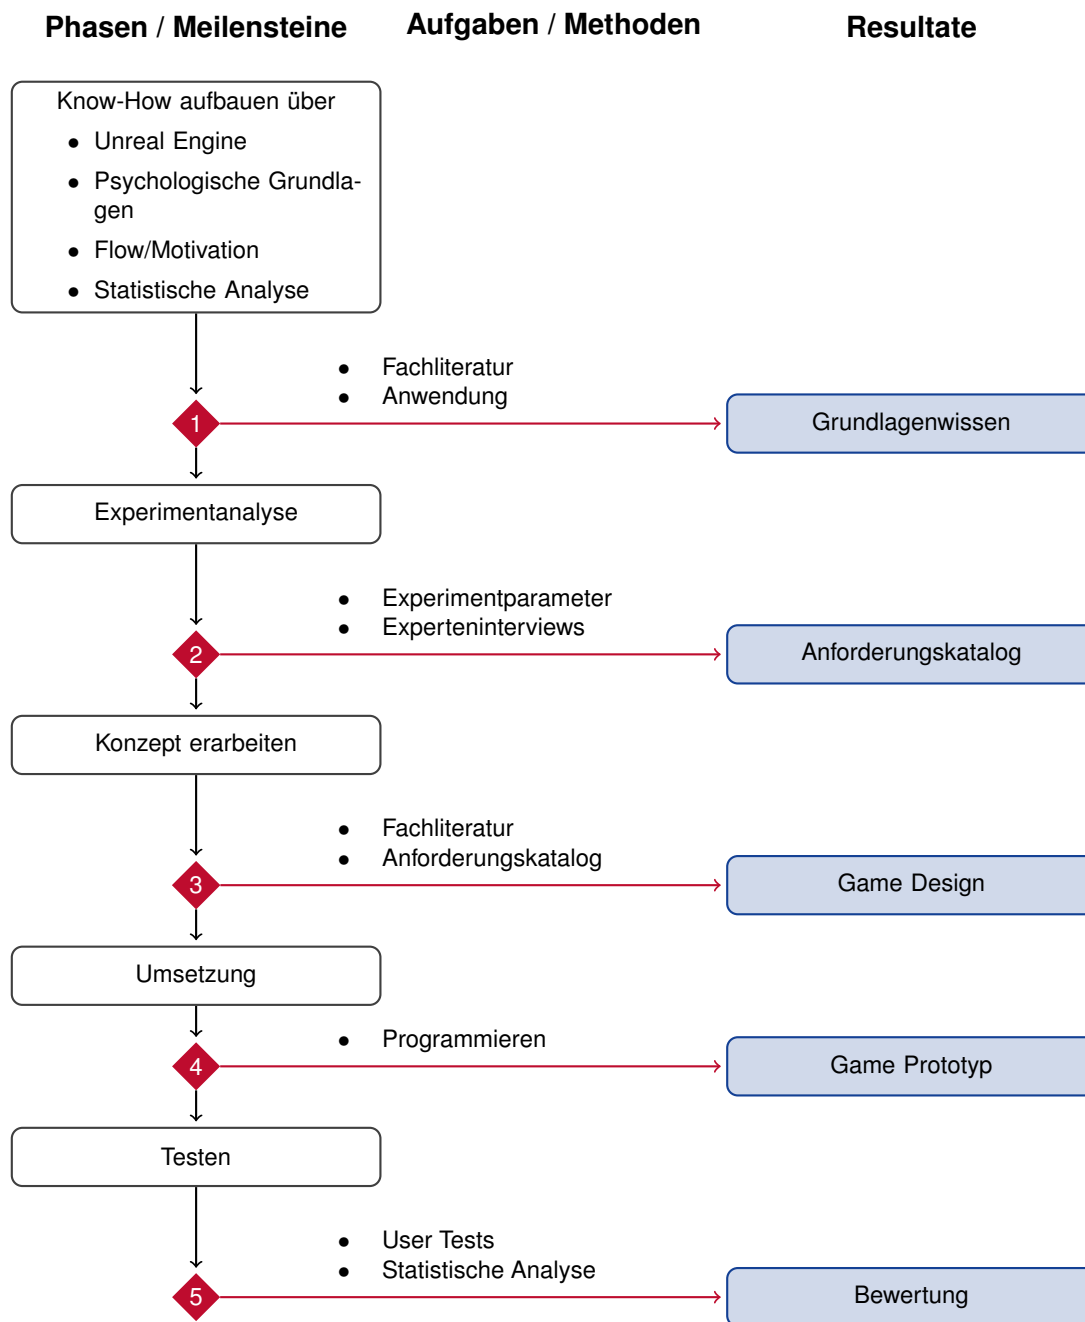 Phasen / Meilensteine
Aufgaben / Methoden
Resultate
Know-How aufbauen über
• Unreal Engine
• Psychologische Grundla-
gen
• Flow/Motivation
• Statistische Analyse
• Fachliteratur
• Anwendung
1
Grundlagenwissen
Experimentanalyse
• Experimentparameter
• Experteninterviews
2
Anforderungskatalog
Konzept erarbeiten
• Fachliteratur
• Anforderungskatalog
3
Game Design
Umsetzung
• Programmieren
4
Game Prototyp
Testen
• User Tests
• Statistische Analyse
5
Bewertung